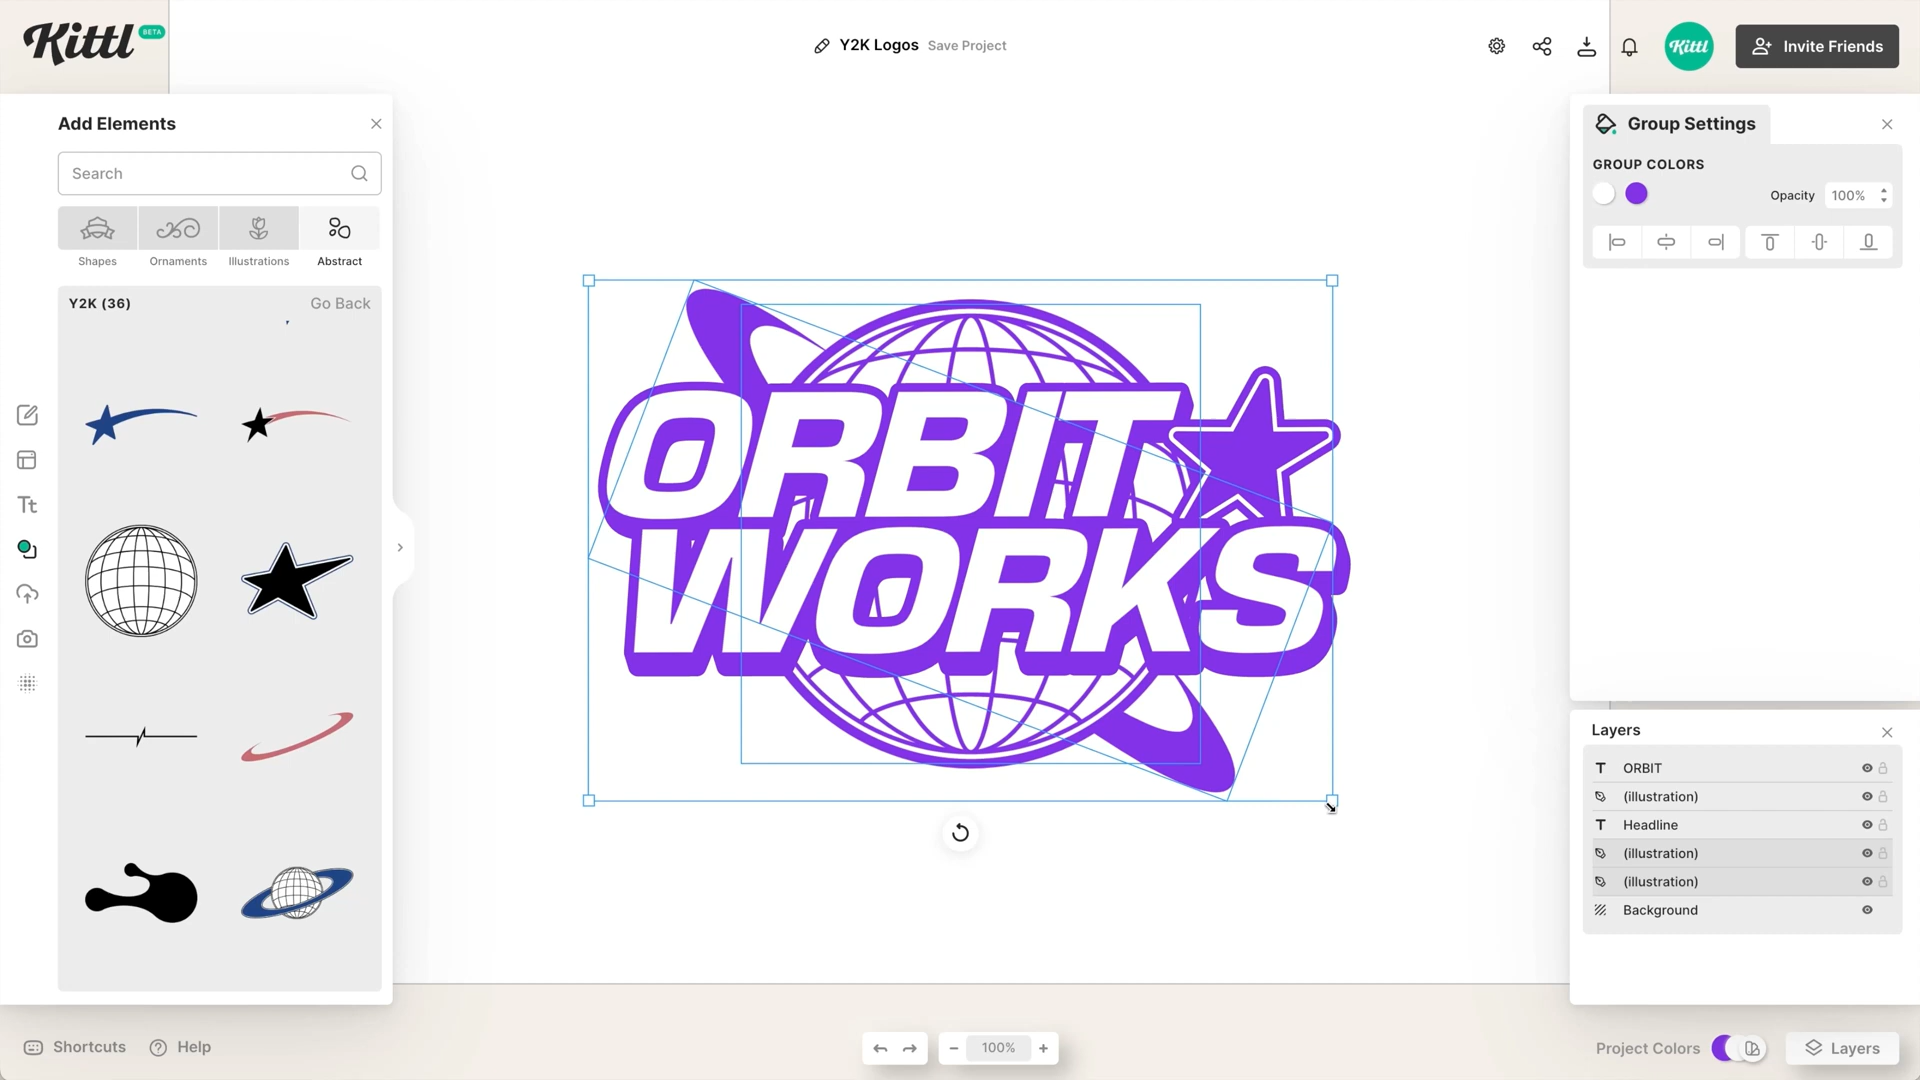 Kittl BETA
Y2K Logos Save Project
Kittl
Invite Friends
Add Elements
Search
Shapes Ornaments Illustrations Abstract
Y2K (36) Go Back
Tt
ORBIT
WORKS
Group Settings
GROUP COLORS
Opacity 100%
Layers
T ORBIT
(illustration)
T Headline
(illustration)
(illustration)
Background
Shortcuts
Help
100%
Project Colors
Layers